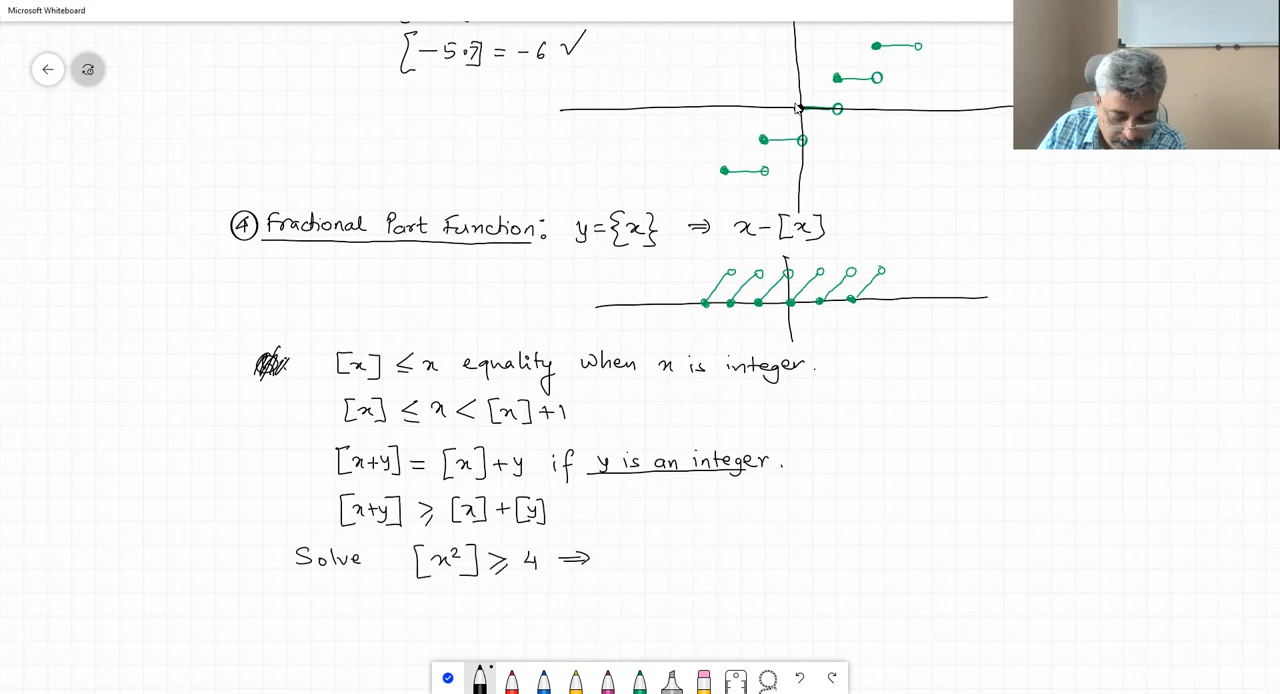 Microsoft Whiteboard
[-5.7] = -6 ✓
④ Fractional Part Function: y={x} ⇒ x-[x]
[x] ≤ x equality when x is integer.
[x] ≤ x < [x]+1
[x+y] = [x]+y if y is an integer.
[x+y] ≥ [x]+[y]
Solve [x²] ≥ 4 ⇒